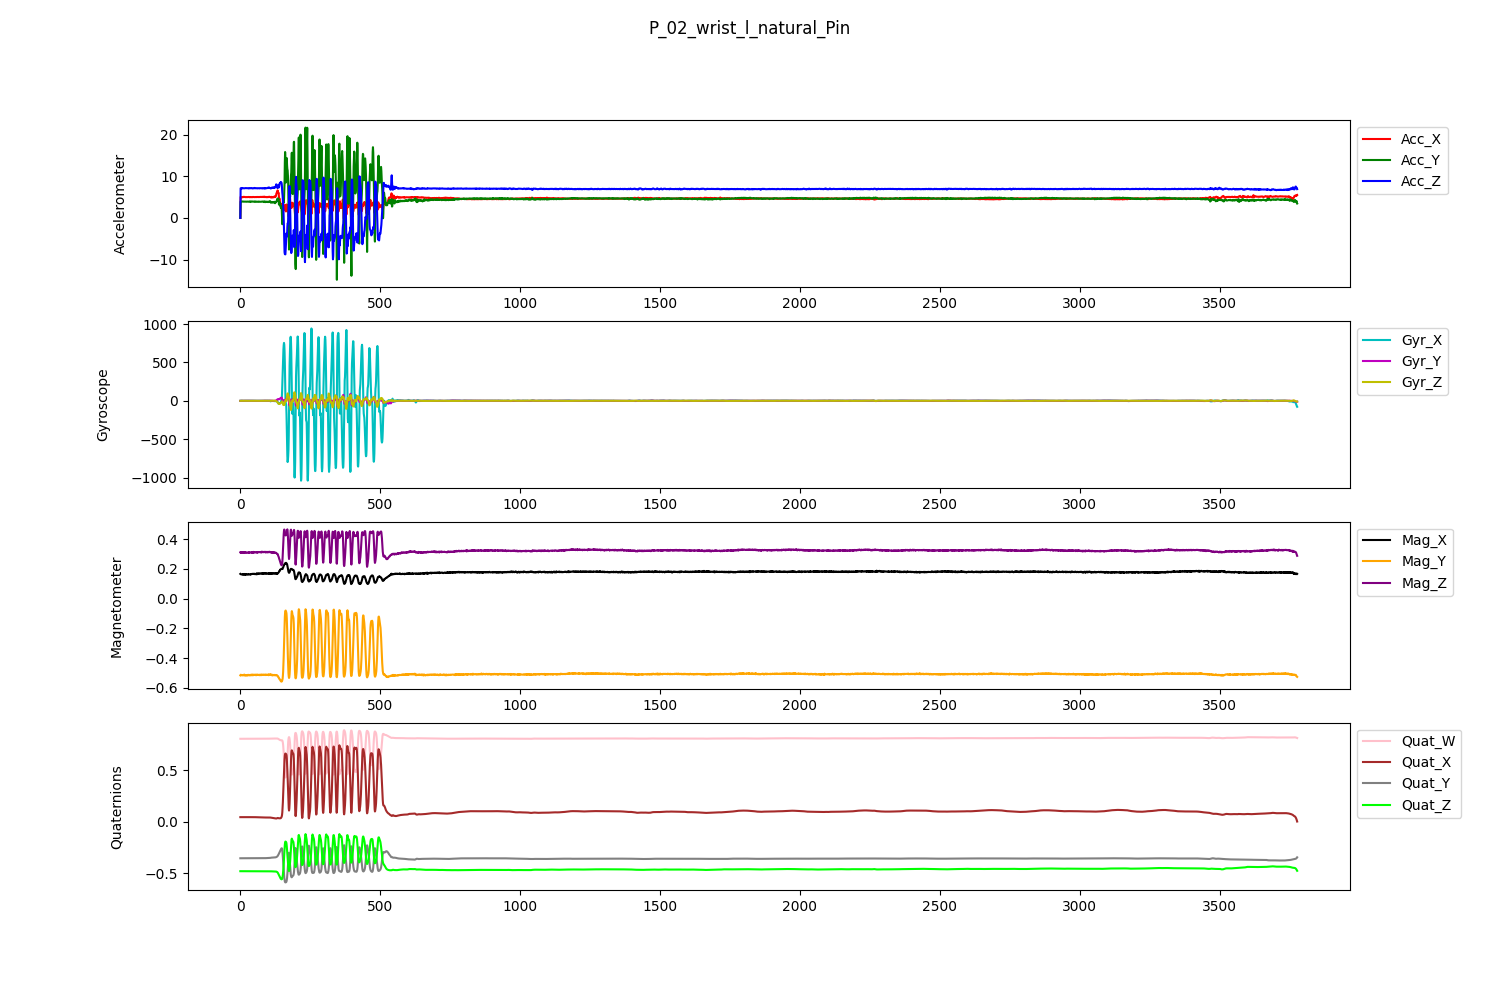 P_02_wrist_l_natural_Pin
Accelerometer
20
10
0
−10
0 500 1000 1500 2000 2500 3000 3500
Acc_X
Acc_Y
Acc_Z
Gyroscope
1000
500
0
−500
−1000
0 500 1000 1500 2000 2500 3000 3500
Gyr_X
Gyr_Y
Gyr_Z
Magnetometer
0.4
0.2
0.0
−0.2
−0.4
−0.6
0 500 1000 1500 2000 2500 3000 3500
Mag_X
Mag_Y
Mag_Z
Quaternions
0.5
0.0
−0.5
0 500 1000 1500 2000 2500 3000 3500
Quat_W
Quat_X
Quat_Y
Quat_Z